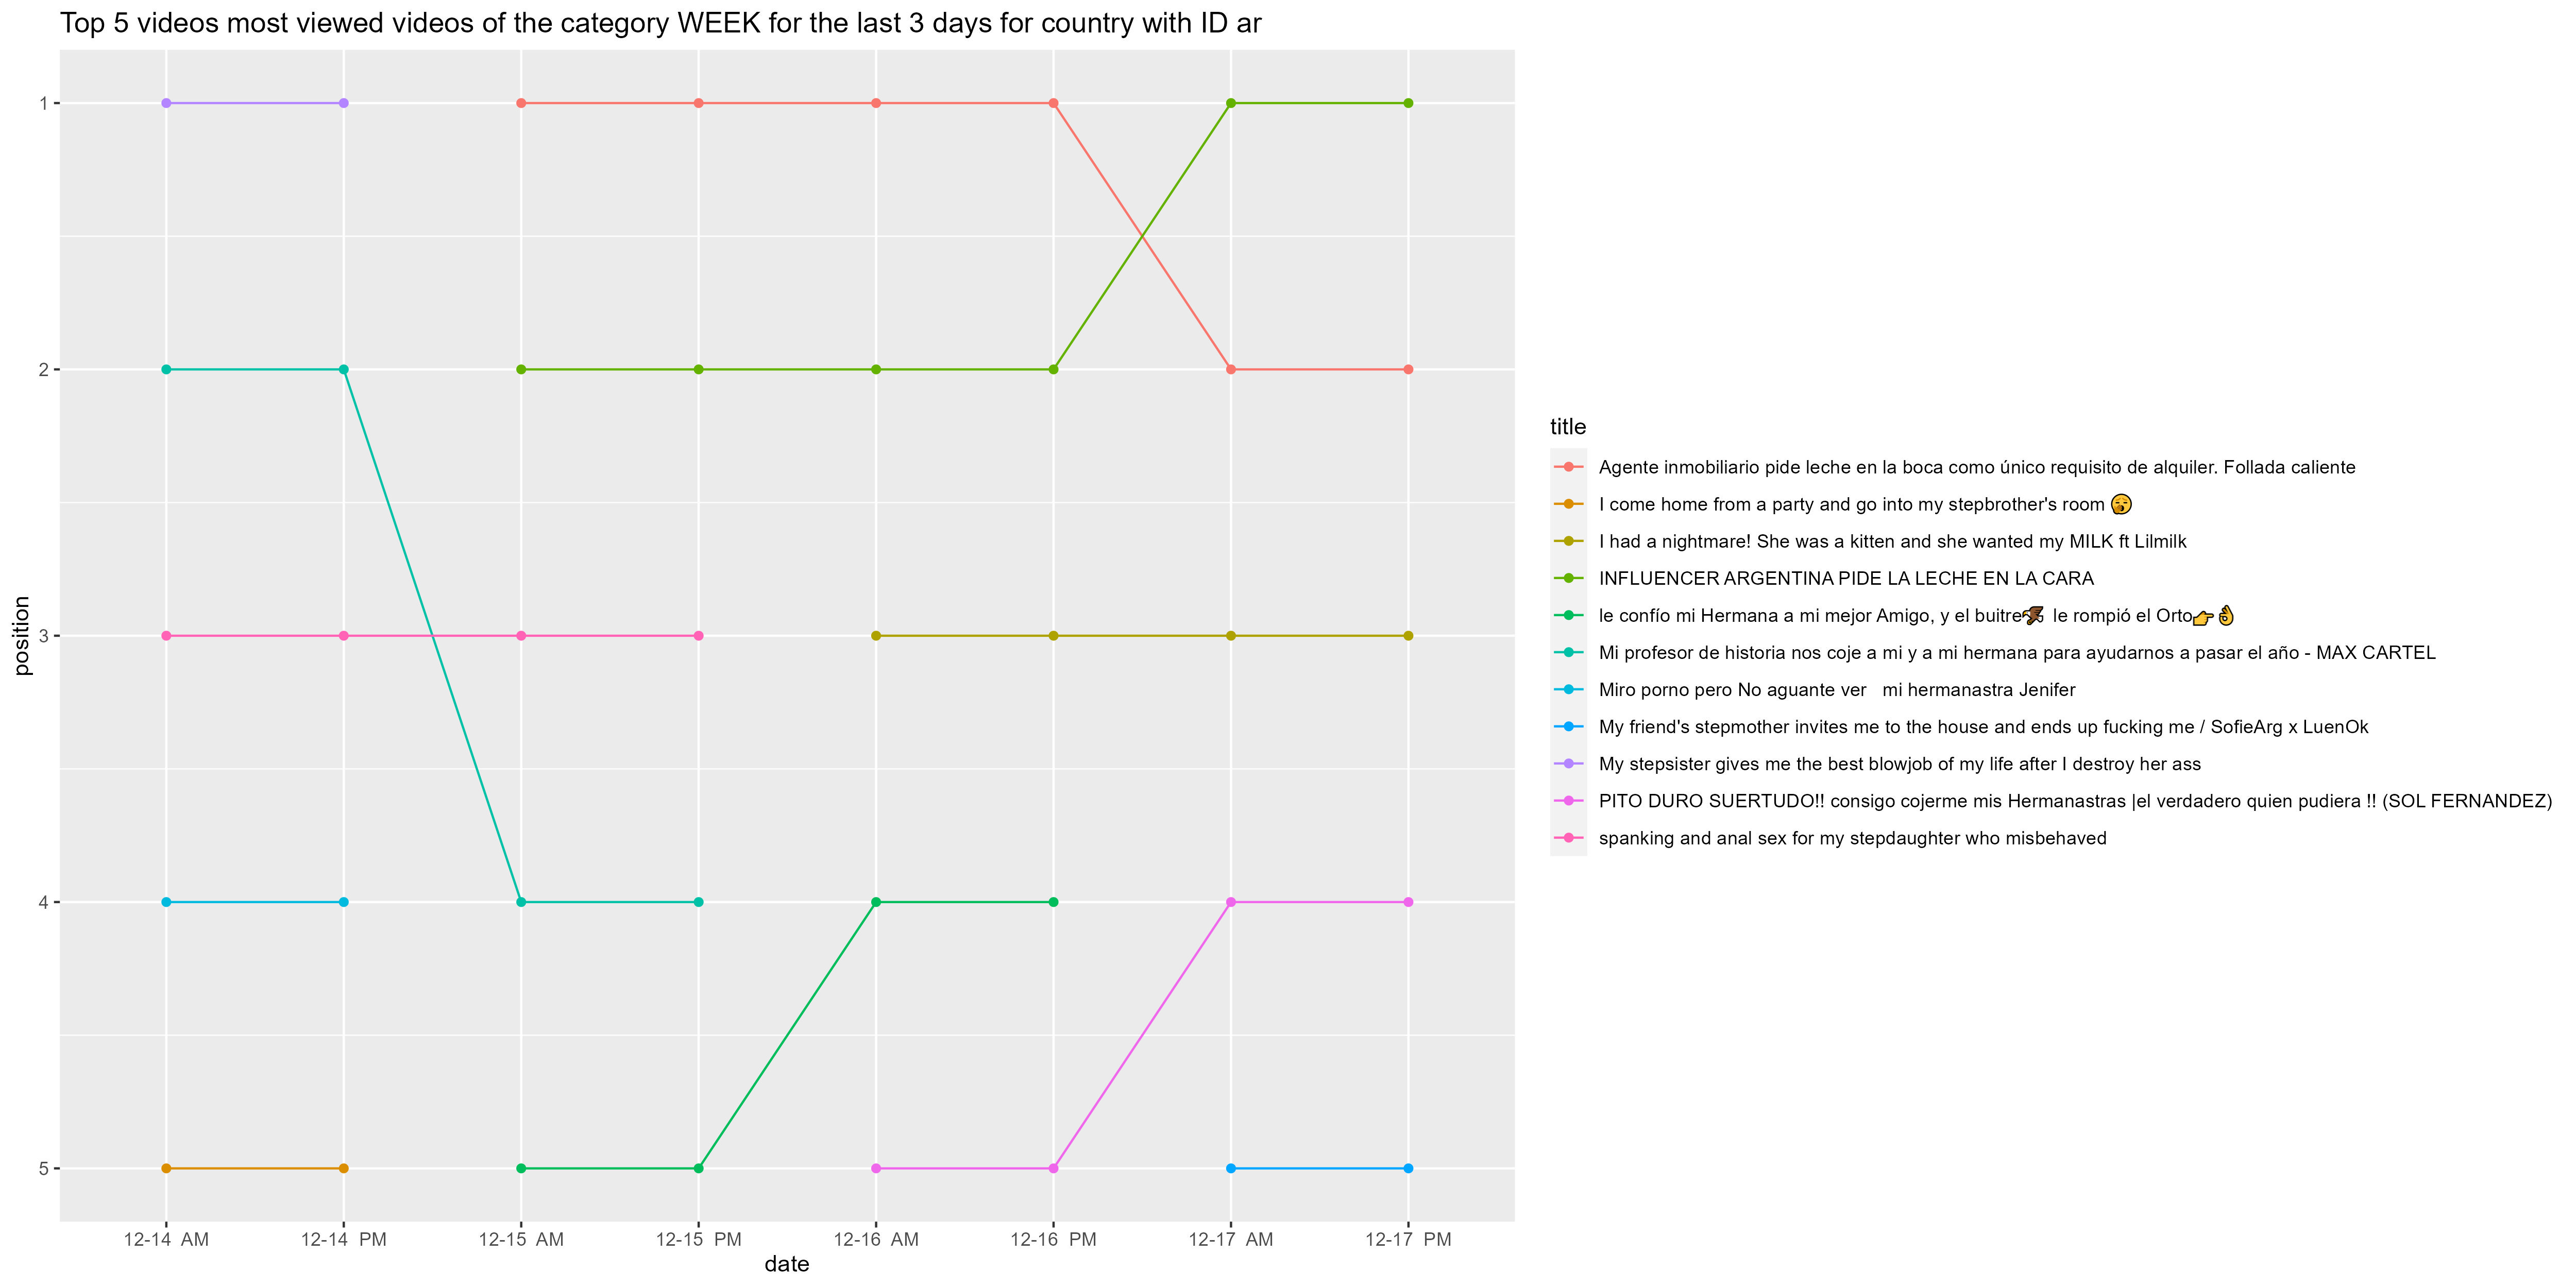 Top 5 videos most viewed videos of the category WEEK for the last 3 days for country with ID ar
position
1
2
3
4
5
12-14 AM
12-14 PM
12-15 AM
12-15 PM
12-16 AM
12-16 PM
12-17 AM
12-17 PM
date
title
Agente inmobiliario pide leche en la boca como único requisito de alquiler. Follada caliente
I come home from a party and go into my stepbrother's room 🥱
I had a nightmare! She was a kitten and she wanted my MILK ft Lilmilk
INFLUENCER ARGENTINA PIDE LA LECHE EN LA CARA
le confío mi Hermana a mi mejor Amigo, y el buitre🦅 le rompió el Orto👉👌
Mi profesor de historia nos coje a mi y a mi hermana para ayudarnos a pasar el año - MAX CARTEL
Miro porno pero No aguante ver mi hermanastra Jenifer
My friend's stepmother invites me to the house and ends up fucking me / SofieArg x LuenOk
My stepsister gives me the best blowjob of my life after I destroy her ass
PITO DURO SUERTUDO!! consigo cojerme mis Hermanastras |el verdadero quien pudiera !! (SOL FERNANDEZ)
spanking and anal sex for my stepdaughter who misbehaved